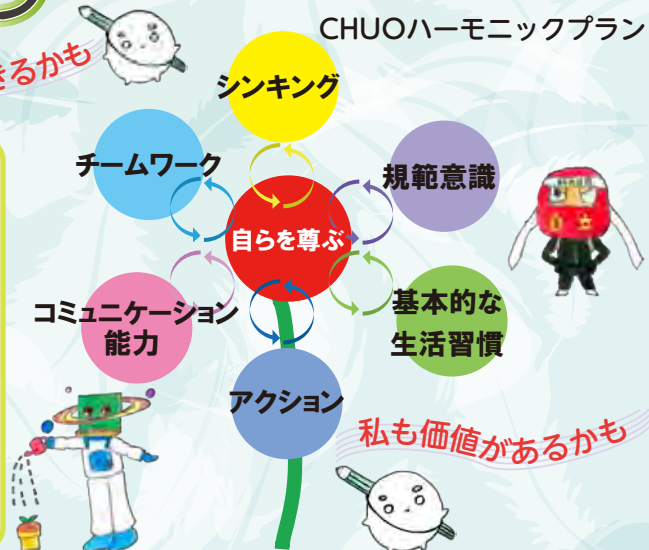 CHUOハーモニックプラン
きるかも
シンキング
チームワーク
規範意識
自らを尊ぶ
コミュニケーション
能力
基本的な
生活習慣
アクション
私も価値があるかも
自立